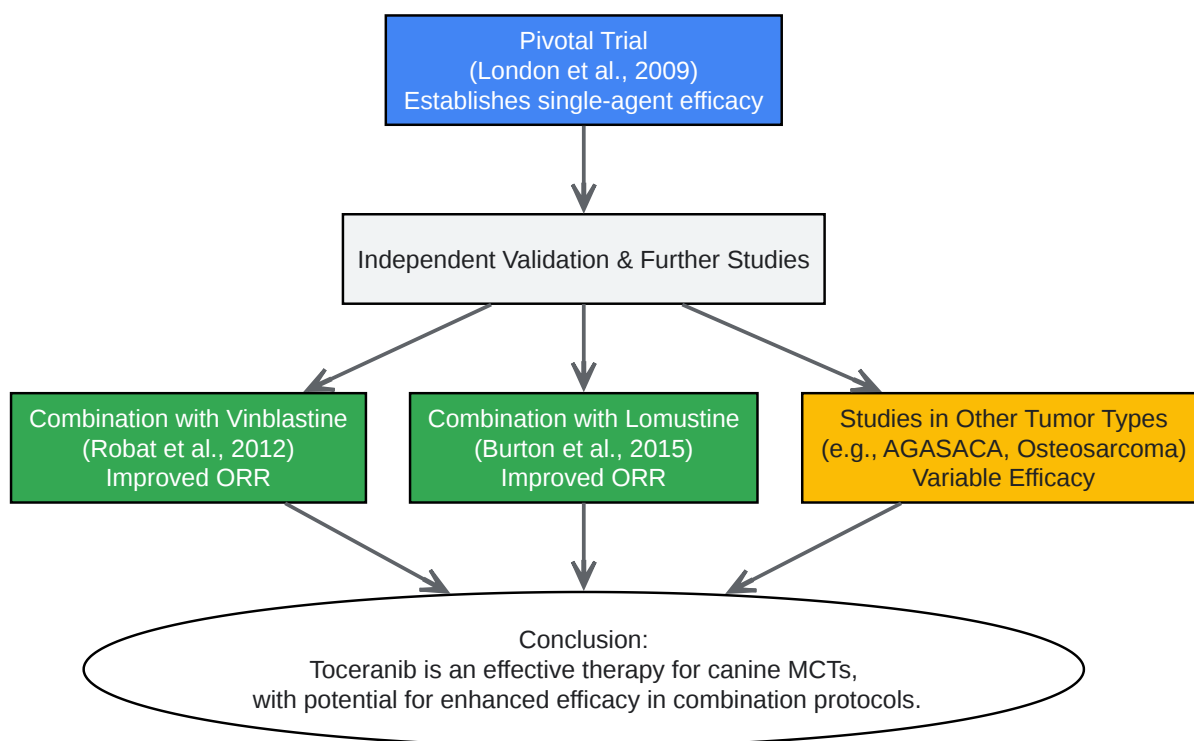 Pivotal Trial
(London et al., 2009)
Establishes single-agent efficacy
Independent Validation & Further Studies
Combination with Vinblastine
(Robat et al., 2012)
Improved ORR
Combination with Lomustine
(Burton et al., 2015)
Improved ORR
Studies in Other Tumor Types
(e.g., AGASACA, Osteosarcoma)
Variable Efficacy
Conclusion:
Toceranib is an effective therapy for canine MCTs,
with potential for enhanced efficacy in combination protocols.